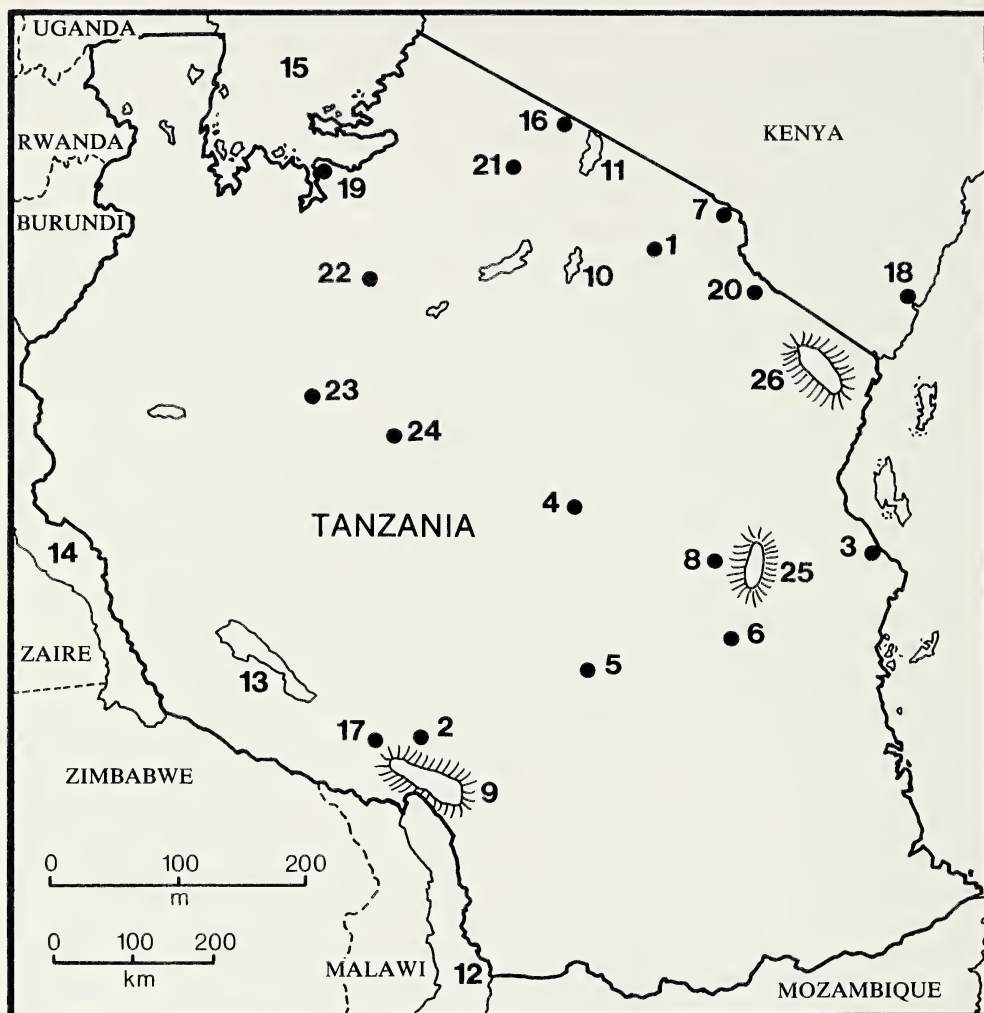 UGANDA
15
16
KENYA
RWANDA
21
11
19
BURUNDI
7
1
22
10
20
18
26
23
24
4
TANZANIA
14
8
25
3
6
ZAIRE
13
5
17
2
ZIMBABWE
9
0 100 200
m
0 100 200
km
MALAWI
12
MOZAMBIQUE